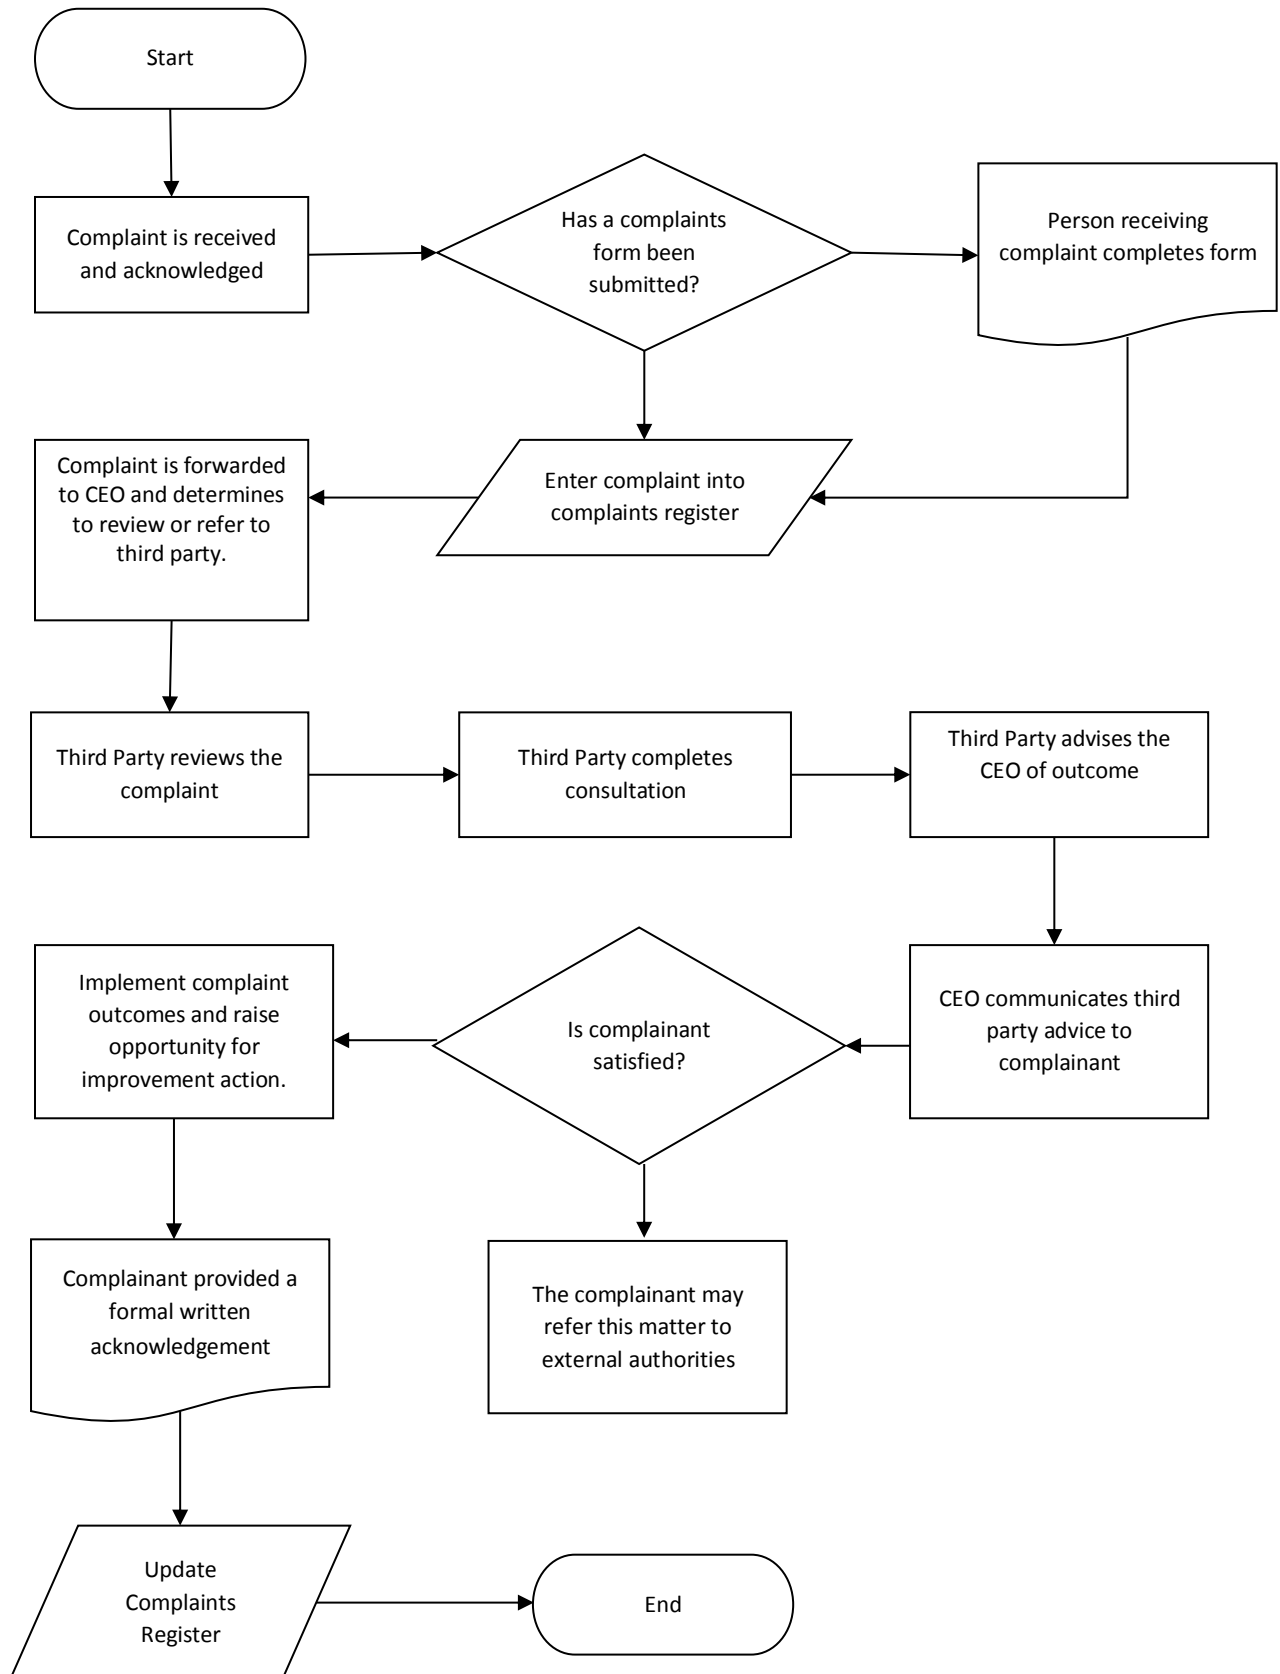 Start
Complaint is received
and acknowledged
Has a complaints
form been
submitted?
Person receiving
complaint completes form
Complaint is forwarded
to CEO and determines
to review or refer to
third party.
Enter complaint into
complaints register
Third Party reviews the
complaint
Third Party completes
consultation
Third Party advises the
CEO of outcome
Implement complaint
outcomes and raise
opportunity for
improvement action.
Is complainant
satisfied?
CEO communicates third
party advice to
complainant
Complainant provided a
formal written
acknowledgement
The complainant may
refer this matter to
external authorities
Update
Complaints
Register
End